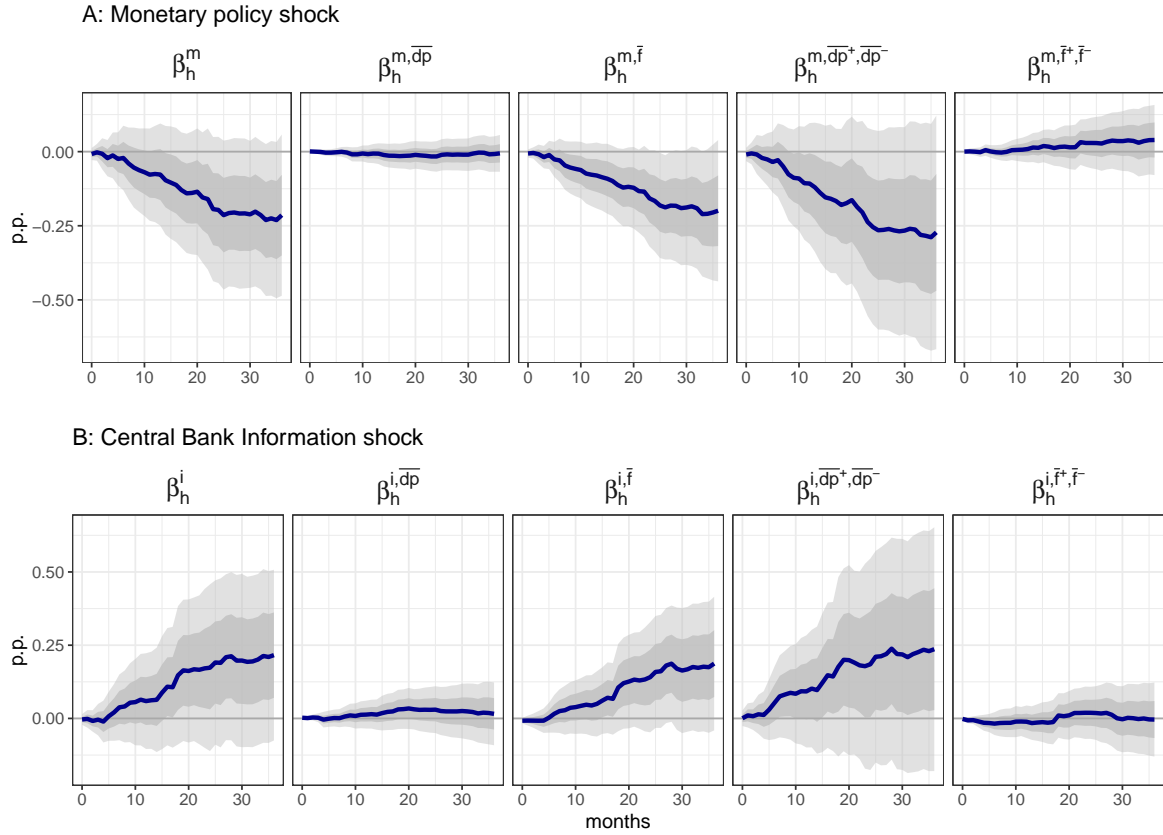 A: Monetary policy shock
β_h^m β_h^{m,\overline{dp}} β_h^{m,\bar{f}} β_h^{m,\overline{dp}^+,\overline{dp}^-} β_h^{m,\bar{f}^+,\bar{f}^-}
0.00
−0.25
−0.50
p.p.
0 10 20 30 0 10 20 30 0 10 20 30 0 10 20 30 0 10 20 30
B: Central Bank Information shock
β_h^i β_h^{i,\overline{dp}} β_h^{i,\bar{f}} β_h^{i,\overline{dp}^+,\overline{dp}^-} β_h^{i,\bar{f}^+,\bar{f}^-}
0.50
0.25
0.00
p.p.
0 10 20 30 0 10 20 30 0 10 20 30 0 10 20 30 0 10 20 30
months